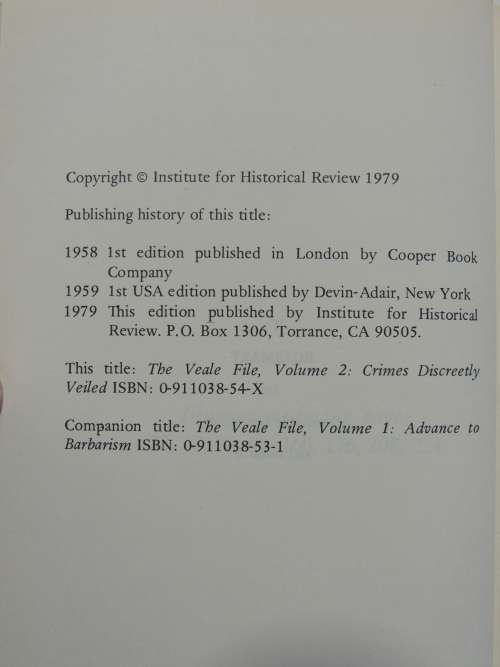 Copyright © Institute for Historical Review 1979
Publishing history of this title:
1958 1st edition published in London by Cooper Book
Company
1959 1st USA edition published by Devin-Adair, New York
1979 This edition published by Institute for Historical
Review. P.O. Box 1306, Torrance, CA 90505.
This title: The Veale File, Volume 2: Crimes Discreetly
Veiled ISBN: 0-911038-54-X
Companion title: The Veale File, Volume 1: Advance to
Barbarism ISBN: 0-911038-53-1